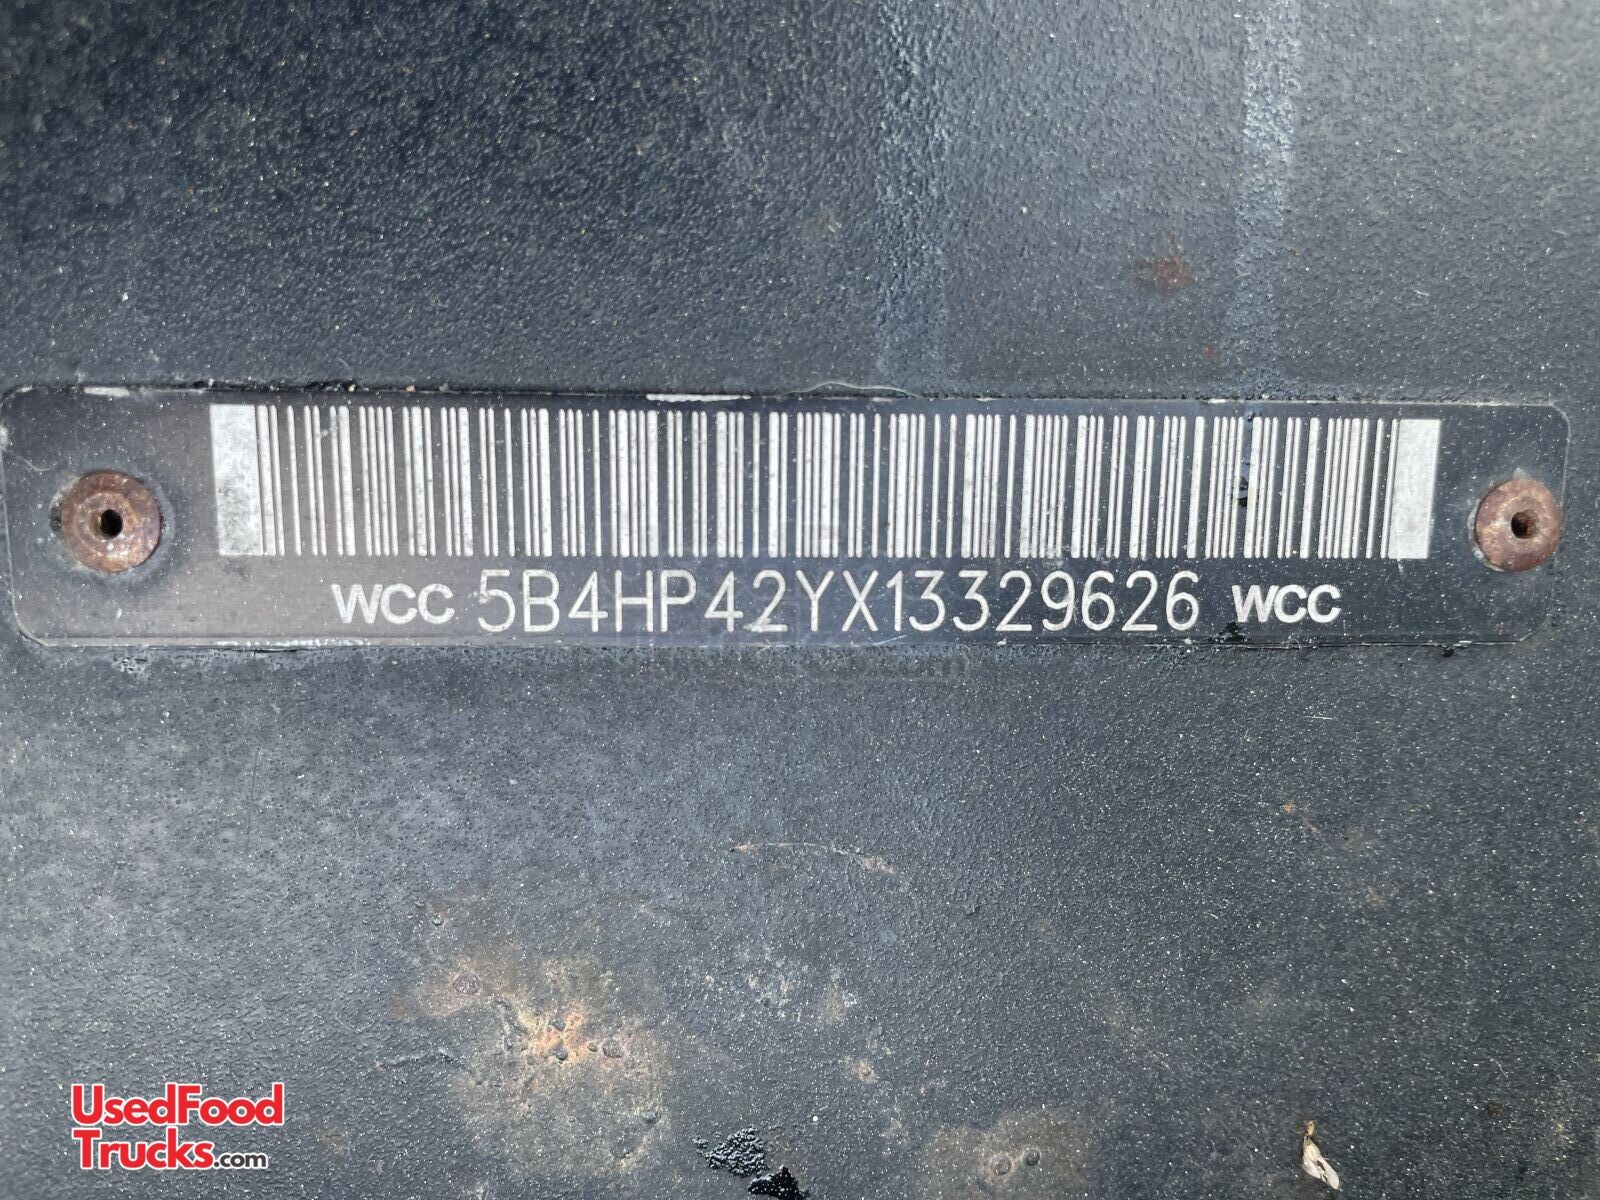 WCC 5B4HP42YX13329626 WCC
UsedFood
Trucks.com